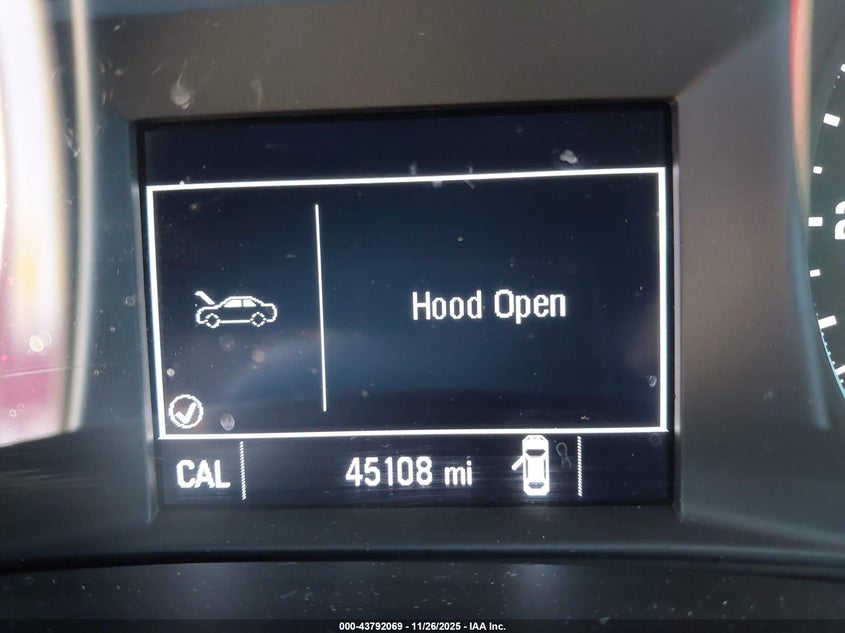 Hood Open
CAL 45108 mi
000-43792069 - 11/26/2025 - IAA Inc.